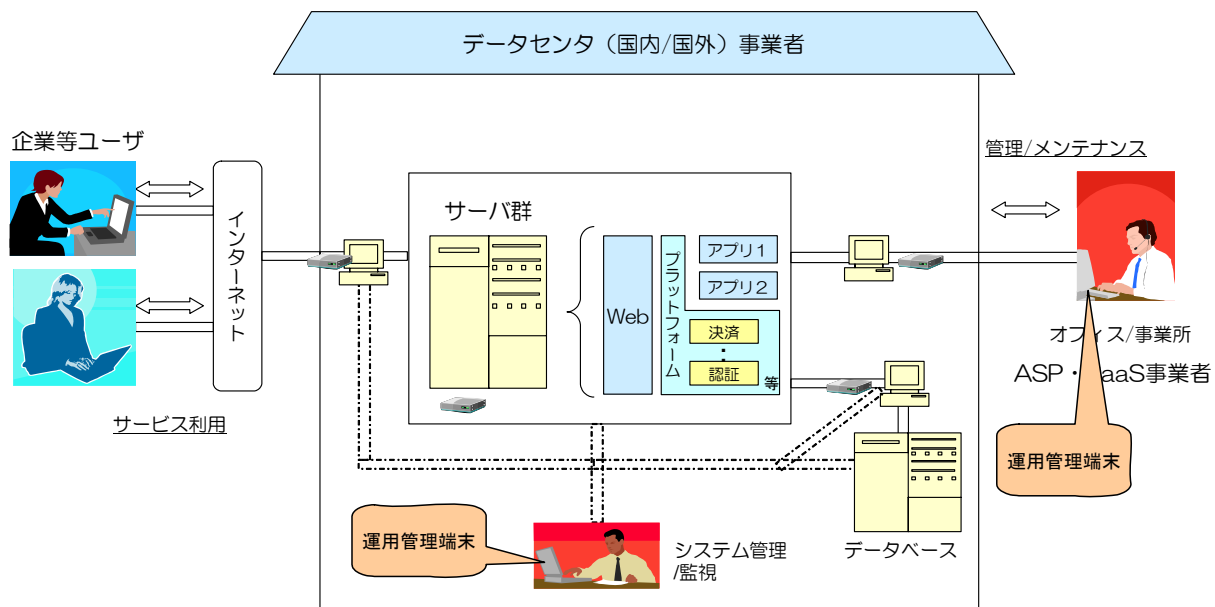 データセンタ（国内/国外）事業者
企業等ユーザ
インターネット
サービス利用
サーバ群
Web
プラットフォーム
アプリ１
アプリ２
決済
・
・
認証
等
管理/メンテナンス
オフィス/事業所
ASP・aaS事業者
運用管理端末
運用管理端末
システム管理
/監視
データベース